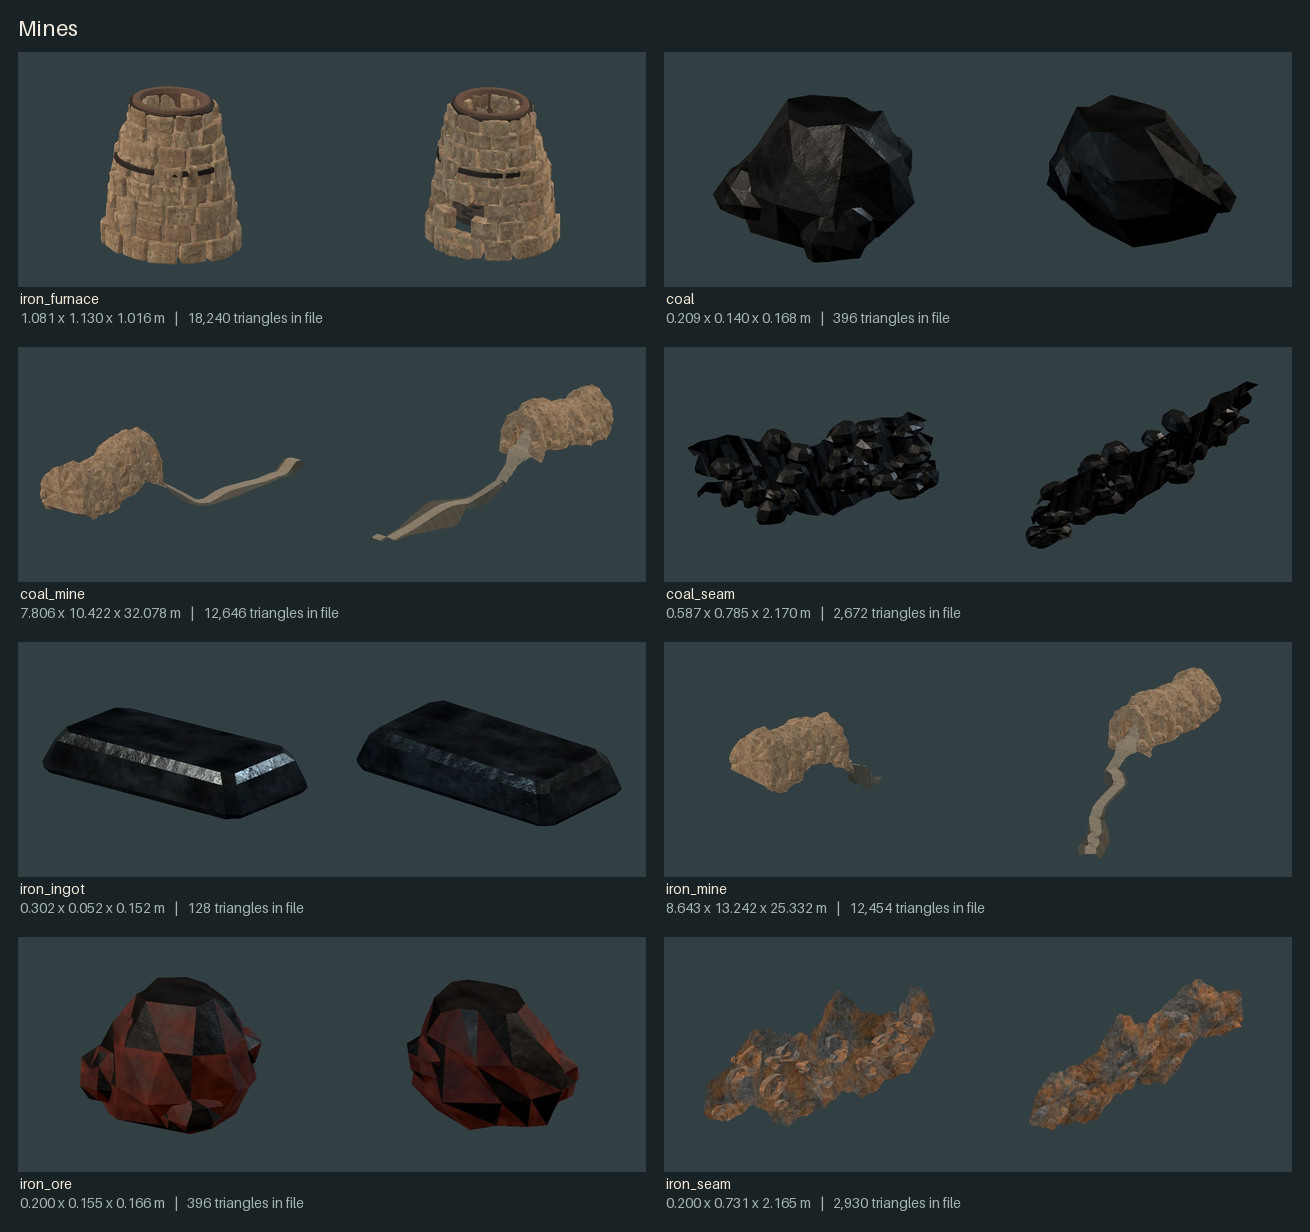 Mines
iron_furnace
1.081 x 1.130 x 1.016 m | 18,240 triangles in file
coal
0.209 x 0.140 x 0.168 m | 396 triangles in file
coal_mine
7.806 x 10.422 x 32.078 m | 12,646 triangles in file
coal_seam
0.587 x 0.785 x 2.170 m | 2,672 triangles in file
iron_ingot
0.302 x 0.052 x 0.152 m | 128 triangles in file
iron_mine
8.643 x 13.242 x 25.332 m | 12,454 triangles in file
iron_ore
0.200 x 0.155 x 0.166 m | 396 triangles in file
iron_seam
0.200 x 0.731 x 2.165 m | 2,930 triangles in file